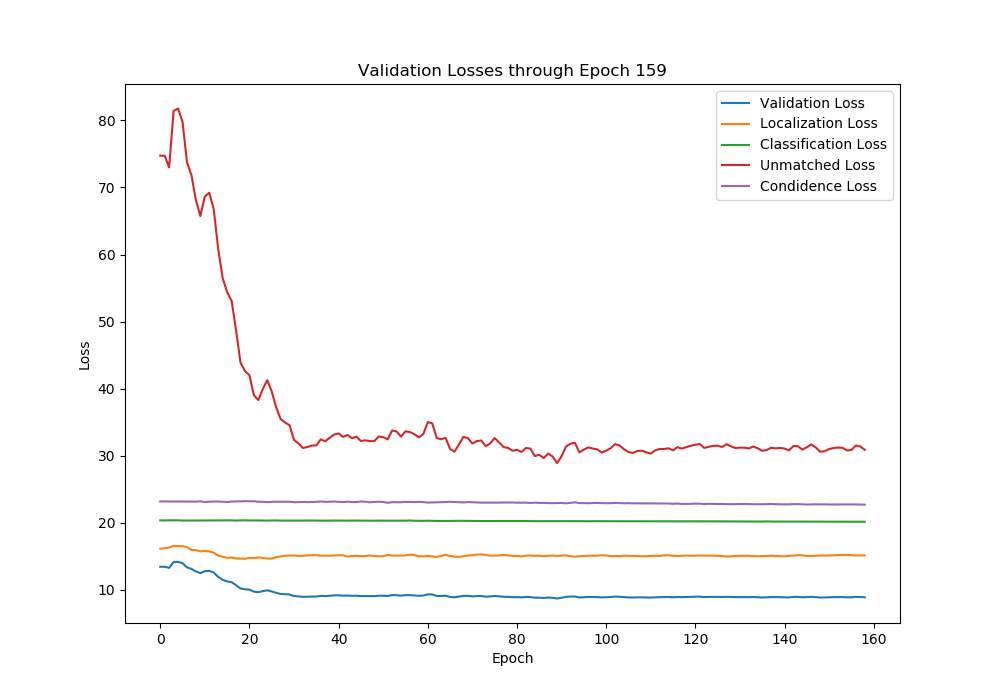 Validation Losses through Epoch 159
Validation Loss
Localization Loss
Classification Loss
Unmatched Loss
Condidence Loss
80
70
60
50
40
30
20
10
Loss
0 20 40 60 80 100 120 140 160
Epoch